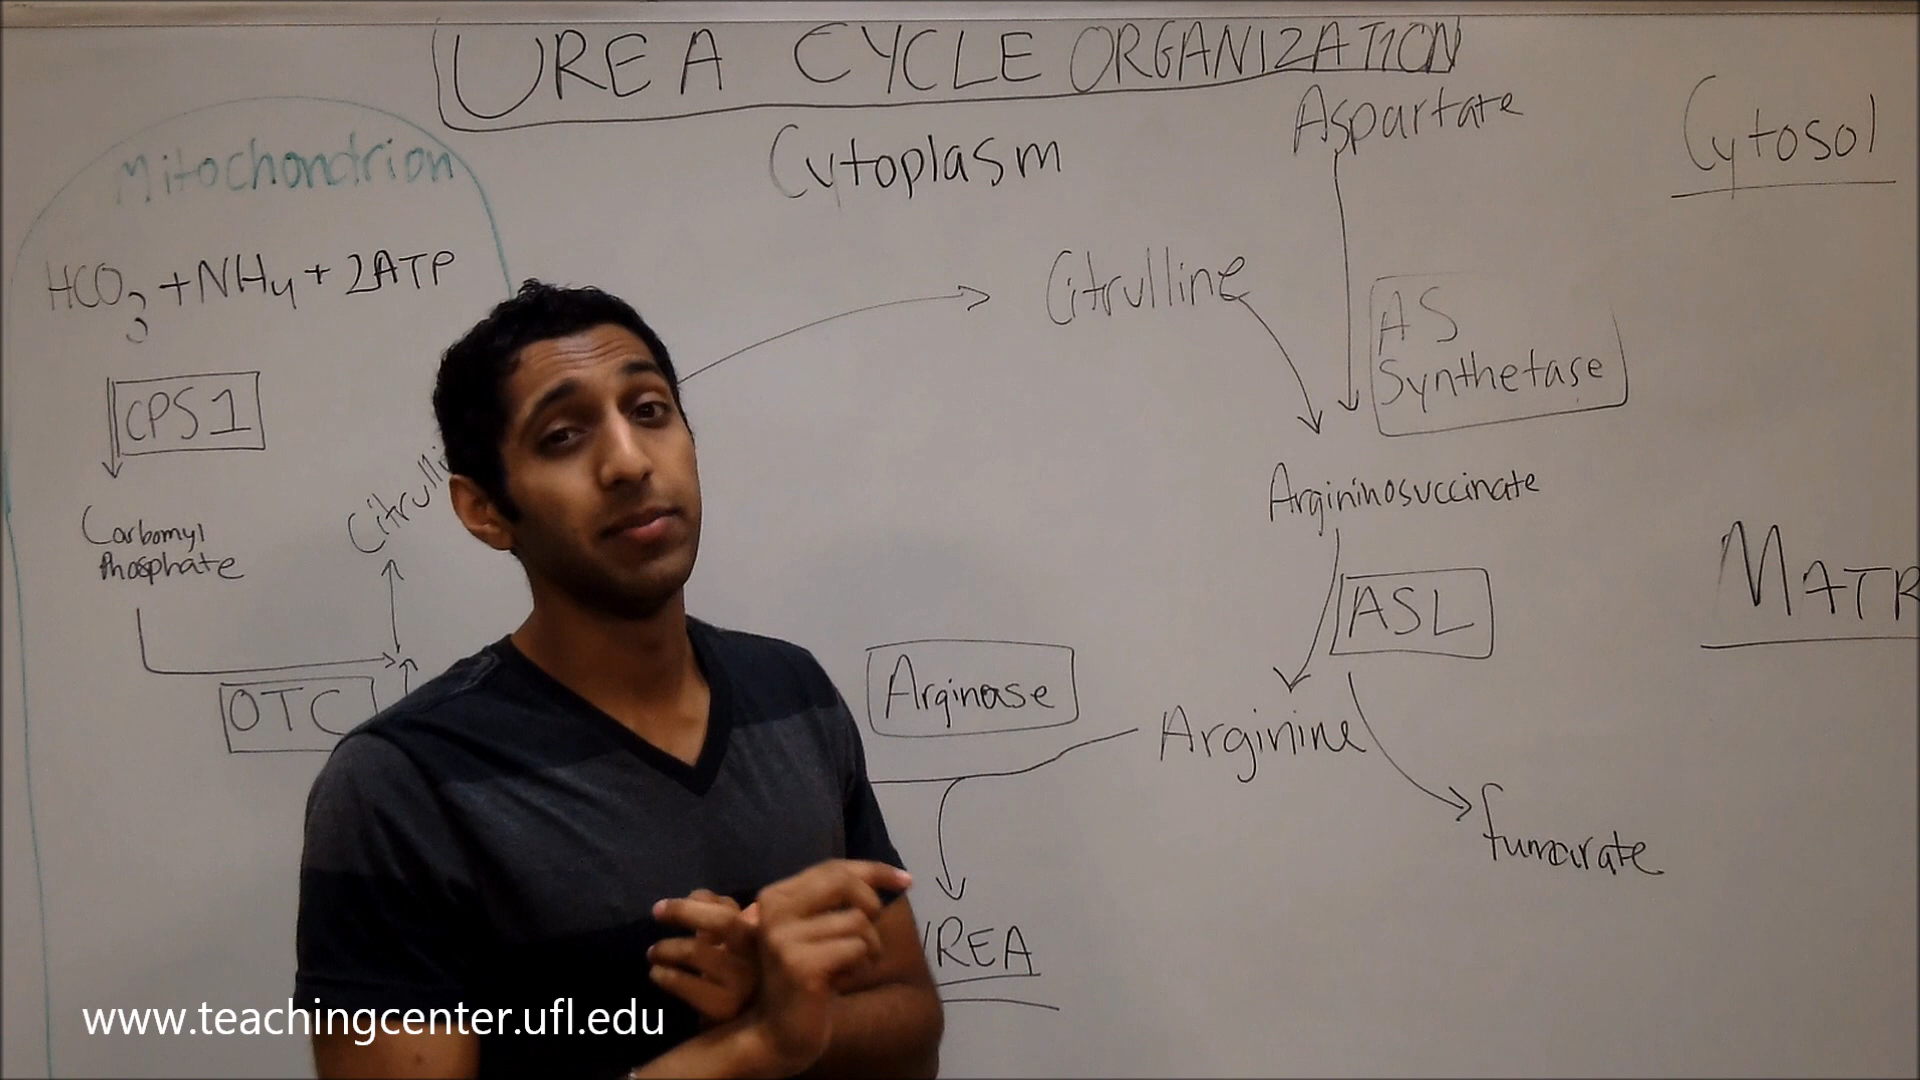 UREA CYCLE ORGANIZATION
Mitochondrion
Cytoplasm
Aspartate
Cytosol
HCO3 + NH4 + 2ATP
Citrulline
AS
Synthetase
CPS1
Carbomyl
Phosphate
Argininosuccinate
ASL
OTC
Arginase
Arginine
fumarate
UREA
www.teachingcenter.ufl.edu